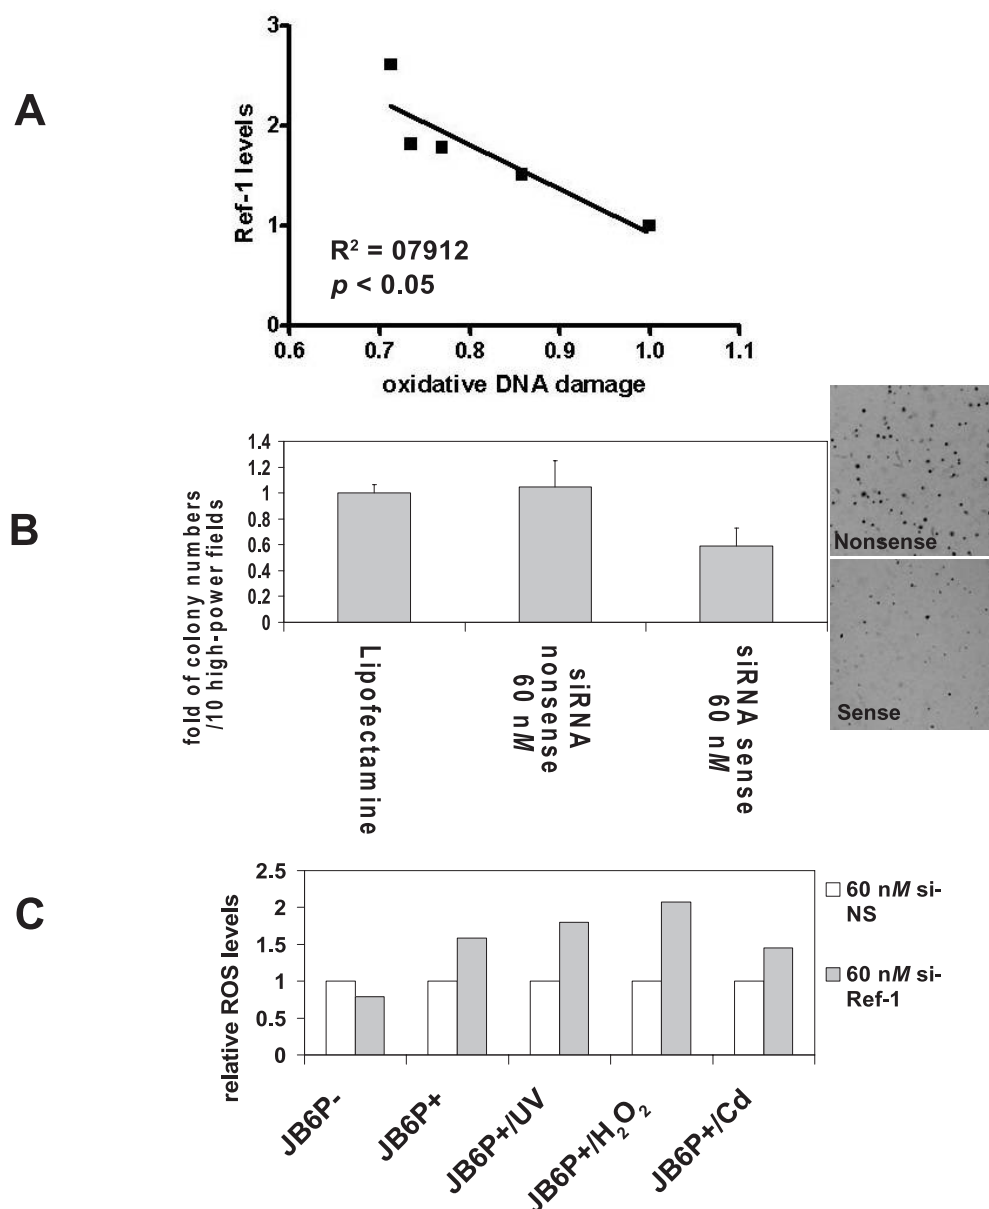 A
3
2
1
0
Ref-1 levels
R² = 07912
p < 0.05
0.6 0.7 0.8 0.9 1.0 1.1
oxidative DNA damage
B
1.4
1.2
1
0.8
0.6
0.4
0.2
0
fold of colony numbers
/10 high-power fields
Lipofectamine
siRNA
nonsense
60 nM
siRNA sense
60 nM
Nonsense
Sense
C
2.5
2
1.5
1
0.5
0
relative ROS levels
JB6P-
JB6P+
JB6P+/UV
JB6P+/H₂O₂
JB6P+/Cd
60 nM si-
NS
60 nM si-
Ref-1